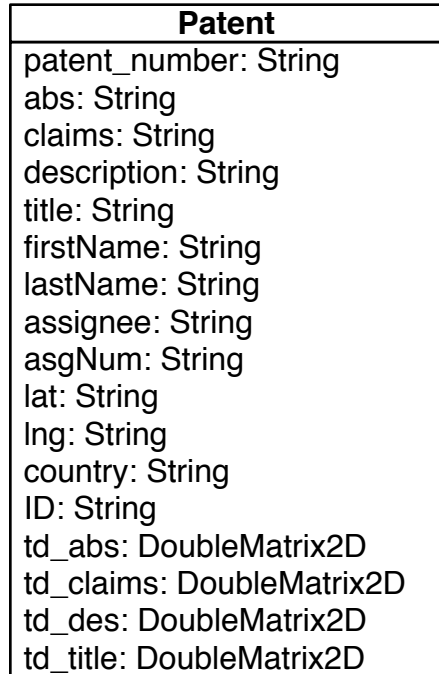 Patent
patent_number: String
abs: String
claims: String
description: String
title: String
firstName: String
lastName: String
assignee: String
asgNum: String
lat: String
lng: String
country: String
ID: String
td_abs: DoubleMatrix2D
td_claims: DoubleMatrix2D
td_des: DoubleMatrix2D
td_title: DoubleMatrix2D